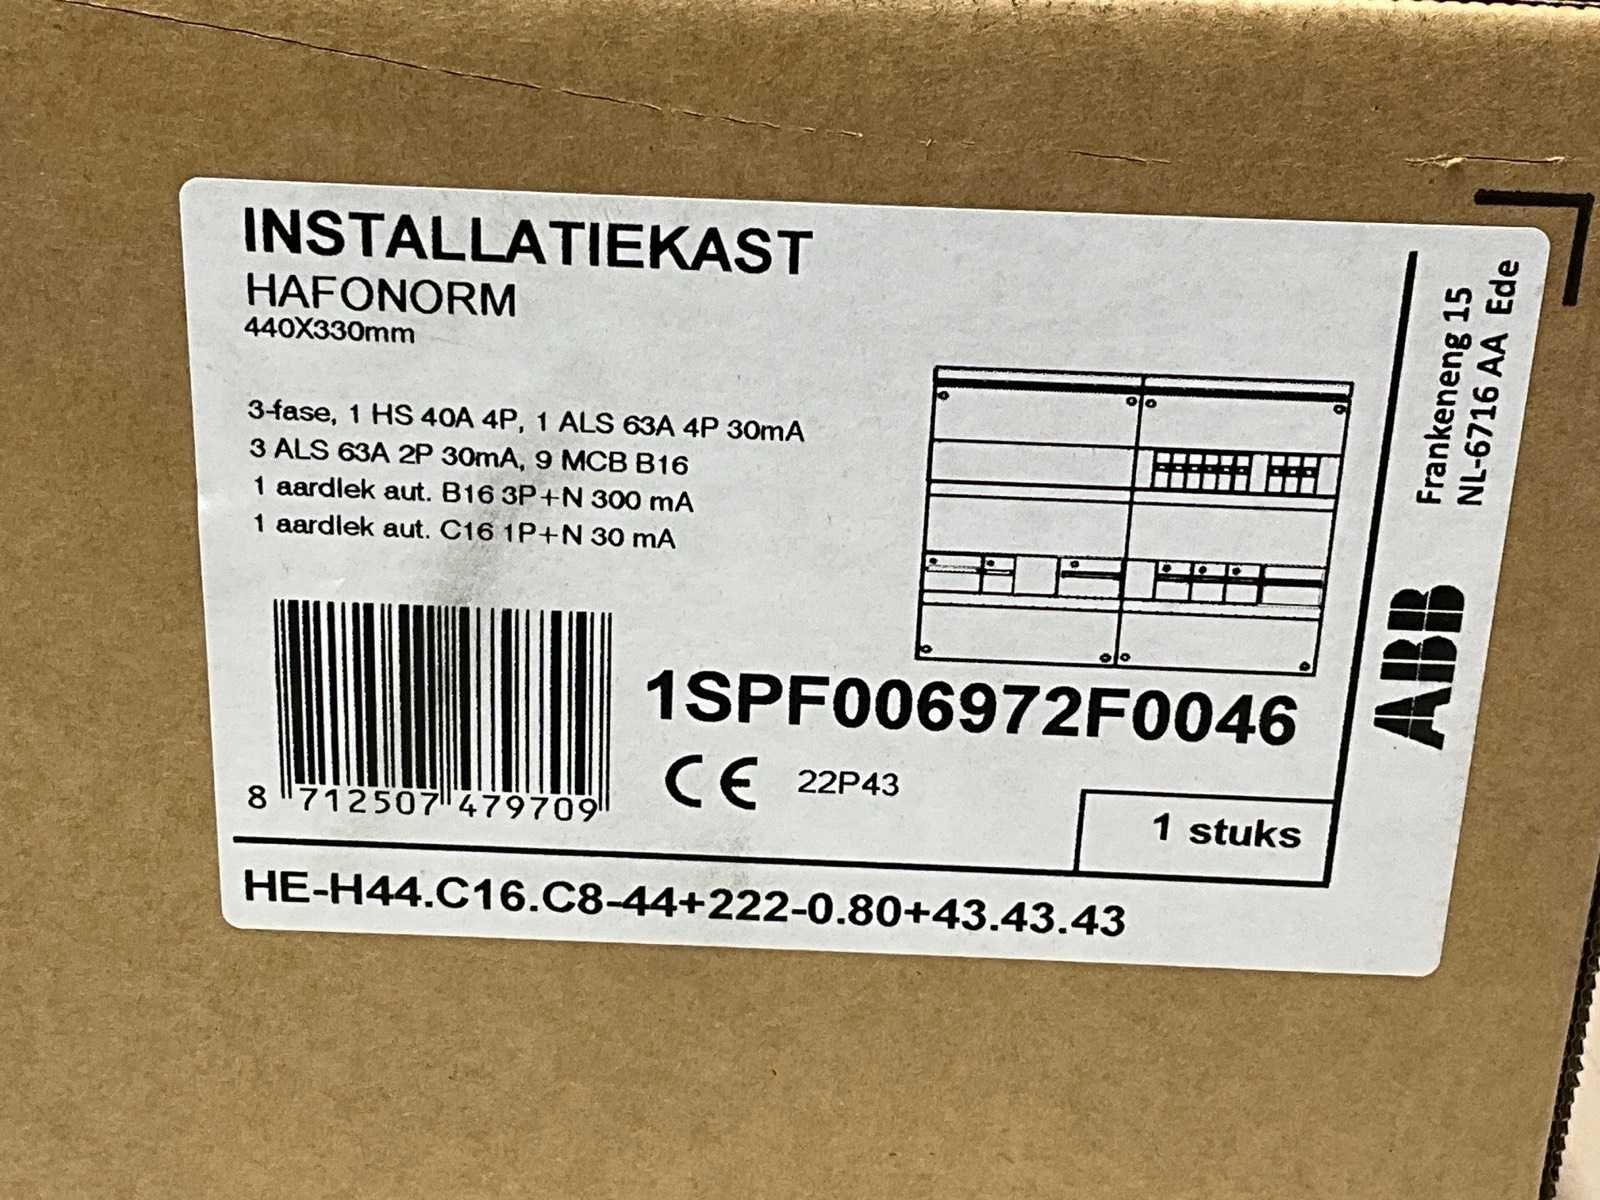 INSTALLATIEKAST
HAFONORM
440X330mm
3-fase, 1 HS 40A 4P, 1 ALS 63A 4P 30mA
3 ALS 63A 2P 30mA, 9 MCB B16
1 aardlek aut. B16 3P+N 300 mA
1 aardlek aut. C16 1P+N 30 mA
8 712507 479709
1SPF006972F0046
CE 22P43
1 stuks
HE-H44.C16.C8-44+222-0.80+43.43.43
Frankeneng 15
NL-6716 AA Ede
ABB